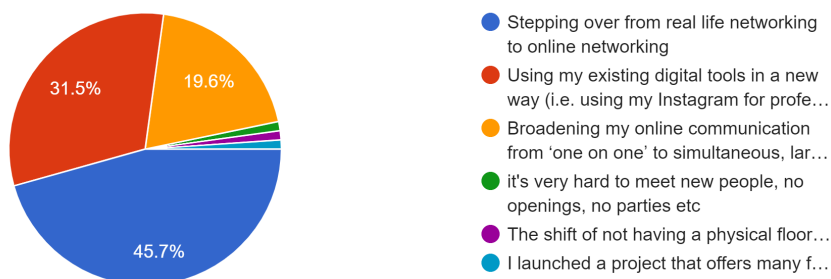 31.5%
19.6%
45.7%
Stepping over from real life networking
to online networking
Using my existing digital tools in a new
way (i.e. using my Instagram for profe…
Broadening my online communication
from ‘one on one’ to simultaneous, lar…
it's very hard to meet new people, no
openings, no parties etc
The shift of not having a physical floor…
I launched a project that offers many f…